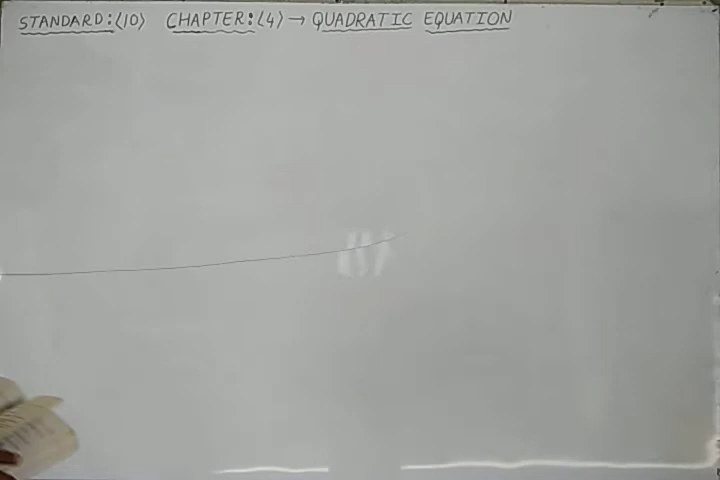 STANDARD:(10) CHAPTER:(4) → QUADRATIC EQUATION